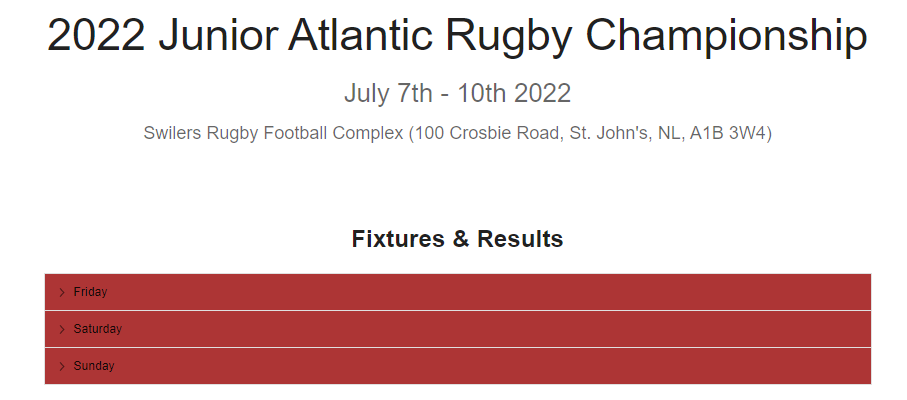 2022 Junior Atlantic Rugby Championship
July 7th - 10th 2022
Swilers Rugby Football Complex (100 Crosbie Road, St. John's, NL, A1B 3W4)
Fixtures & Results
Friday
Saturday
Sunday